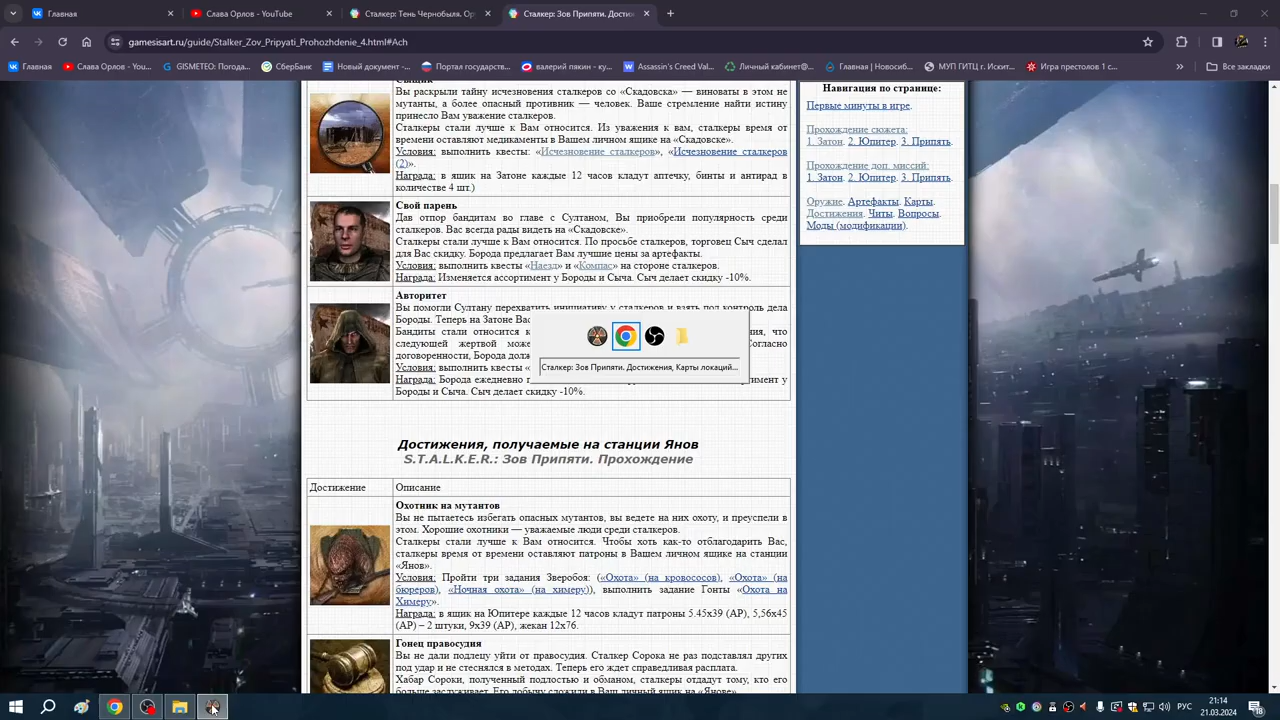 Главная
Слава Орлов - YouTube
Сталкер: Тень Чернобыля. Ор
Сталкер: Зов Припяти. Дости
gamesisart.ru/guide/Stalker_Zov_Pripyati_Prohozhdenie_4.html#Ach
Главная
Слава Орлов - You...
GISMETEO: Погода...
СберБанк
Новый документ -...
Портал государств...
валерий пякин - ку...
Assassin's Creed Val...
Личный кабинет@...
Главная | Новосиб...
МУП ГИТЦ г. Искит...
Игра престолов 1 с...
Все закладки
Сыщик
Вы раскрыли тайну исчезновения сталкеров со «Скадовска» — виноваты в этом не
мутанты, а более опасный противник — человек. Ваше стремление найти истину
принесло Вам уважение сталкеров.
Сталкеры стали лучше к Вам относится. Из уважения к вам, сталкеры время от
времени оставляют медикаменты в Вашем личном ящике на «Скадовске».
Условия: выполнить квесты: «Исчезновение сталкеров», «Исчезновение сталкеров
(2)».
Награда: в ящик на Затоне каждые 12 часов кладут аптечку, бинты и антирад в
количестве 4 шт.)
Свой парень
Дав отпор бандитам во главе с Султаном, Вы приобрели популярность среди
сталкеров. Вас всегда рады видеть на «Скадовске».
Сталкеры стали лучше к Вам относится. По просьбе сталкеров, торговец Сыч сделал
для Вас скидку. Борода предлагает Вам лучшие цены за артефакты.
Условия: выполнить квесты «Наезд» и «Компас» на стороне сталкеров.
Награда: Изменяется ассортимент у Бороды и Сыча. Сыч делает скидку -10%.
Авторитет
Вы помогли Султану перехватить инициативу у сталкеров и взять под контроль дела
Бороды. Теперь на Затоне Вас
Бандиты стали относится к
ния, что
следующей жертвой може
Согласно
договоренности, Борода долж
Условия: выполнить квесты «
Награда: Борода ежедневно п
тимент у
Бороды и Сыча. Сыч делает скидку -10%.
Сталкер: Зов Припяти. Достижения, Карты локаций...
Достижения, получаемые на станции Янов
S.T.A.L.K.E.R.: Зов Припяти. Прохождение
Достижение
Описание
Охотник на мутантов
Вы не пытаетесь избегать опасных мутантов, вы ведете на них охоту, и преуспели в
этом. Хорошие охотники — уважаемые люди среди сталкеров.
Сталкеры стали лучше к Вам относится. Чтобы хоть как-то отблагодарить Вас,
сталкеры время от времени оставляют патроны в Вашем личном ящике на станции
«Янов».
Условия: Пройти три задания Зверобоя: («Охота» (на кровососов), «Охота» (на
бюреров), «Ночная охота» (на химеру)), выполнить задание Гонты «Охота на
Химеру».
Награда: в ящик на Юпитере каждые 12 часов кладут патроны 5.45х39 (АР), 5,56х45
(АР) – 2 штуки, 9х39 (АР), жекан 12х76.
Гонец правосудия
Вы не дали подлецу уйти от правосудия. Сталкер Сорока не раз подставлял других
под удар и не стеснялся в методах. Теперь его ждет справедливая расплата.
Хабар Сороки, полученный подлостью и обманом, сталкеры отдадут тому, кто его
больше заслуживает. Его добычу сложили в Ваш личный ящик на «Янове».
Навигация по странице:
Первые минуты в игре.
Прохождение сюжета:
1. Затон. 2. Юпитер. 3. Припять.
Прохождение доп. миссий:
1. Затон. 2. Юпитер. 3. Припять.
Оружие. Артефакты. Карты.
Достижения. Читы. Вопросы.
Моды (модификации).
РУС
21:14
21.03.2024